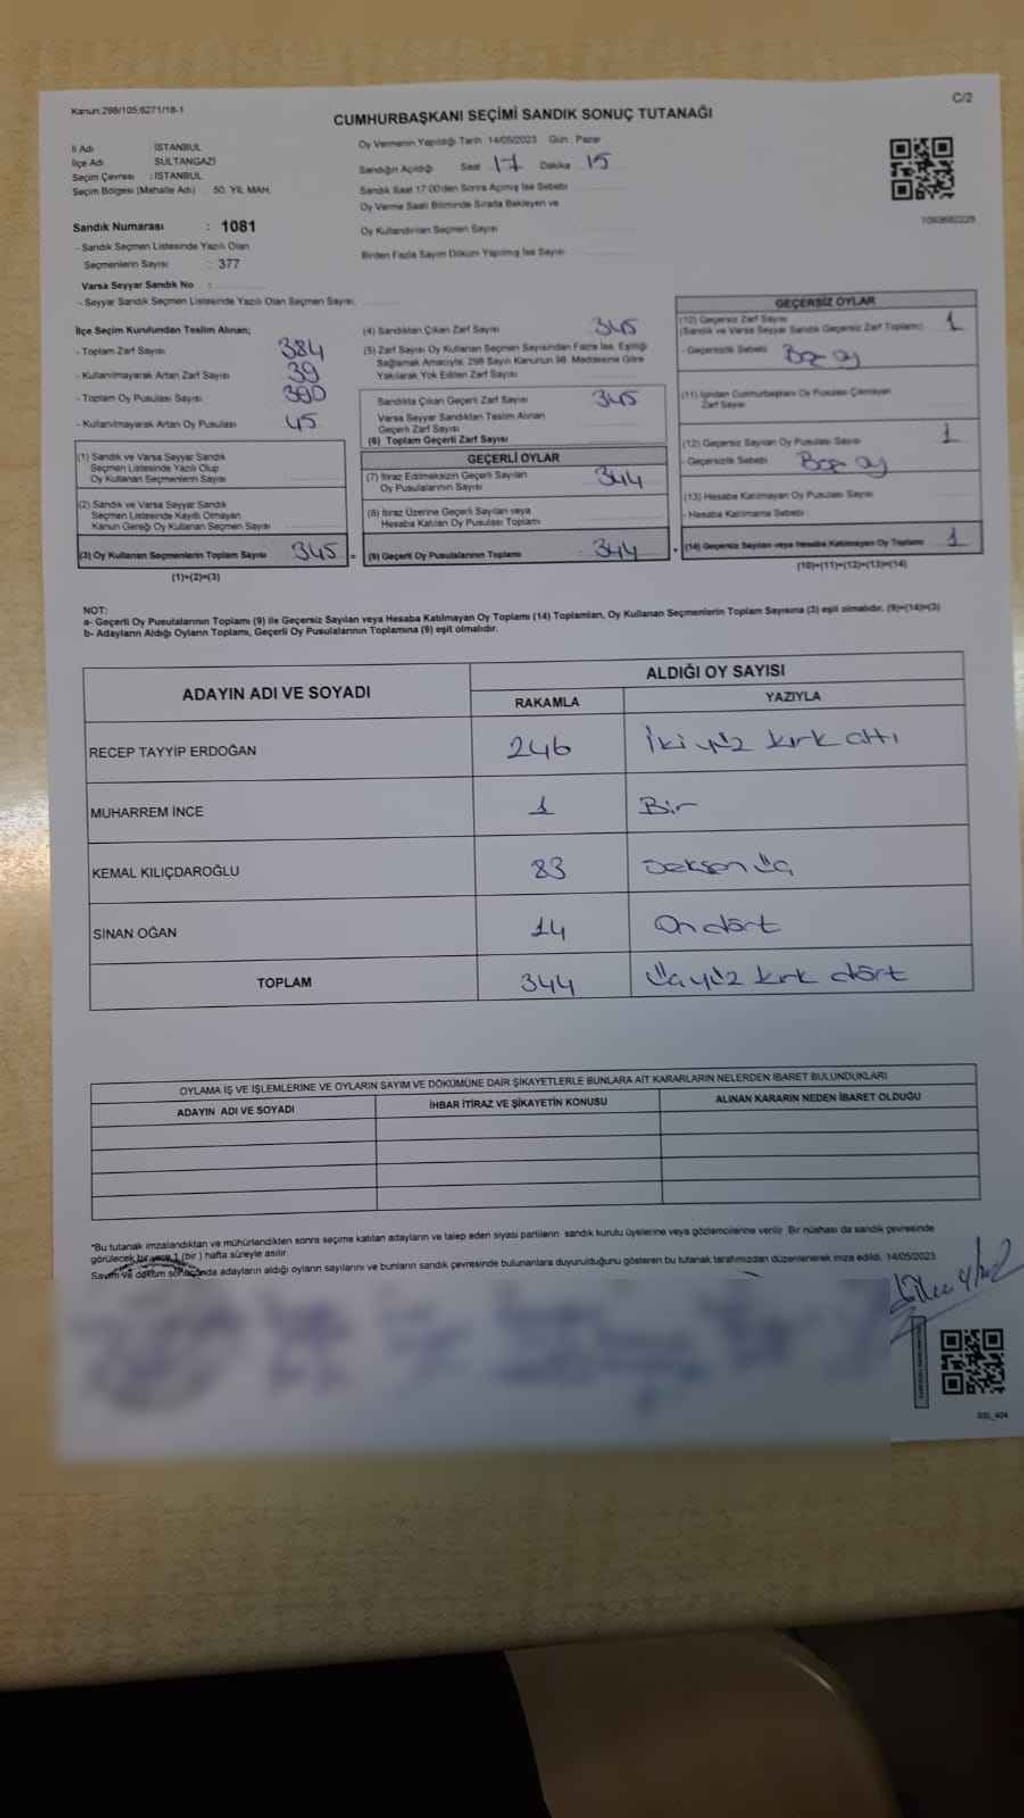 Kanun:298/105;6271/18-1
C/2
CUMHURBAŞKANI SEÇİMİ SANDIK SONUÇ TUTANAĞI
İl Adı İSTANBUL
İlçe Adı SULTANGAZİ
Seçim Çevresi : İSTANBUL
Seçim Bölgesi (Mahalle Adı) 50. YIL MAH.
Oy Vermenin Yapıldığı Tarih 14/05/2023 Gün : Pazar
Sandığın Açıldığı Saat 17 Dakika 15
Sandık Saat 17:00'den Sonra Açılmış İse Sebebi
Oy Verme Saati Bitiminde Sırada Bekleyen ve
Oy Kullandırılan Seçmen Sayısı
Birden Fazla Sayım Döküm Yapılmış İse Sayısı
Sandık Numarası : 1081
- Sandık Seçmen Listesinde Yazılı Olan
Seçmenlerin Sayısı : 377
Varsa Seyyar Sandık No :
- Seyyar Sandık Seçmen Listesinde Yazılı Olan Seçmen Sayısı
İlçe Seçim Kurulundan Teslim Alınan;
- Toplam Zarf Sayısı 384
- Kullanılmayarak Artan Zarf Sayısı 39
- Toplam Oy Pusulası Sayısı 390
- Kullanılmayarak Artan Oy Pusulası 45
(1) Sandık ve Varsa Seyyar Sandık
Seçmen Listesinde Yazılı Olup
Oy Kullanan Seçmenlerin Sayısı
(2) Sandık ve Varsa Seyyar Sandık
Seçmen Listesinde Kayıtlı Olmayan
Kanun Gereği Oy Kullanan Seçmen Sayısı
(3) Oy Kullanan Seçmenlerin Toplam Sayısı 345 =
(1)+(2)=(3)
(4) Sandıktan Çıkan Zarf Sayısı 345
(5) Zarf Sayısı Oy Kullanan Seçmen Sayısından Fazla İse, Eşitliği
Sağlamak Amacıyla, 298 Sayılı Kanunun 98. Maddesine Göre
Yakılarak Yok Edilen Zarf Sayısı
Sandıkta Çıkan Geçerli Zarf Sayısı 345
Varsa Seyyar Sandıktan Teslim Alınan
Geçerli Zarf Sayısı
(6) Toplam Geçerli Zarf Sayısı
GEÇERLİ OYLAR
(7) İtiraz Edilmeksizin Geçerli Sayılan
Oy Pusulalarının Sayısı 344
(8) İtiraz Üzerine Geçerli Sayılan veya
Hesaba Katılan Oy Pusulası Toplamı
(9) Geçerli Oy Pusulalarının Toplamı 344 +
GEÇERSİZ OYLAR
(10) Geçersiz Zarf Sayısı
(Sandık ve Varsa Seyyar Sandık Geçersiz Zarf Toplamı) 1
- Geçersizlik Sebebi Boş oy
(11) İçinden Cumhurbaşkanı Oy Pusulası Çıkmayan
Zarf Sayısı
(12) Geçersiz Sayılan Oy Pusulası Sayısı 1
- Geçersizlik Sebebi Boş oy
(13) Hesaba Katılmayan Oy Pusulası Sayısı
- Hesaba Katılmama Sebebi
(14) Geçersiz Sayılan veya Hesaba Katılmayan Oy Toplamı 1
(10)+(11)+(12)+(13)=(14)
NOT:
a- Geçerli Oy Pusulalarının Toplamı (9) ile Geçersiz Sayılan veya Hesaba Katılmayan Oy Toplamı (14) Toplamları, Oy Kullanan Seçmenlerin Toplam Sayısına (3) eşit olmalıdır. (9)+(14)=(3)
b- Adayların Aldığı Oyların Toplamı, Geçerli Oy Pusulalarının Toplamına (9) eşit olmalıdır.
ADAYIN ADI VE SOYADI
ALDIĞI OY SAYISI
RAKAMLA YAZIYLA
RECEP TAYYİP ERDOĞAN 246 İki yüz kırk altı
MUHARREM İNCE 1 Bir
KEMAL KILIÇDAROĞLU 83 Seksen üç
SİNAN OĞAN 14 On dört
TOPLAM 344 Üçyüz kırk dört
OYLAMA İŞ VE İŞLEMLERİNE VE OYLARIN SAYIM VE DÖKÜMÜNE DAİR ŞİKAYETLERLE BUNLARA AİT KARARLARIN NELERDEN İBARET BULUNDUKLARI
ADAYIN ADI VE SOYADI İHBAR İTİRAZ VE ŞİKAYETİN KONUSU ALINAN KARARIN NEDEN İBARET OLDUĞU
"Bu tutanak imzalandıktan ve mühürlendikten sonra seçime katılan adayların ve talep eden siyasi partilerin sandık kurulu üyelerine veya gözlemcilerine verilir. Bir nüshası da sandık çevresinde
görülecek bir yere 1 (bir) hafta süreyle asılır.
Sayım ve döküm sonucunda adayların aldığı oyların sayılarını ve bunların sandık çevresinde bulunanlara duyurulduğunu gösteren bu tutanak tarafımızdan düzenlenerek imza edildi. 14/05/2023